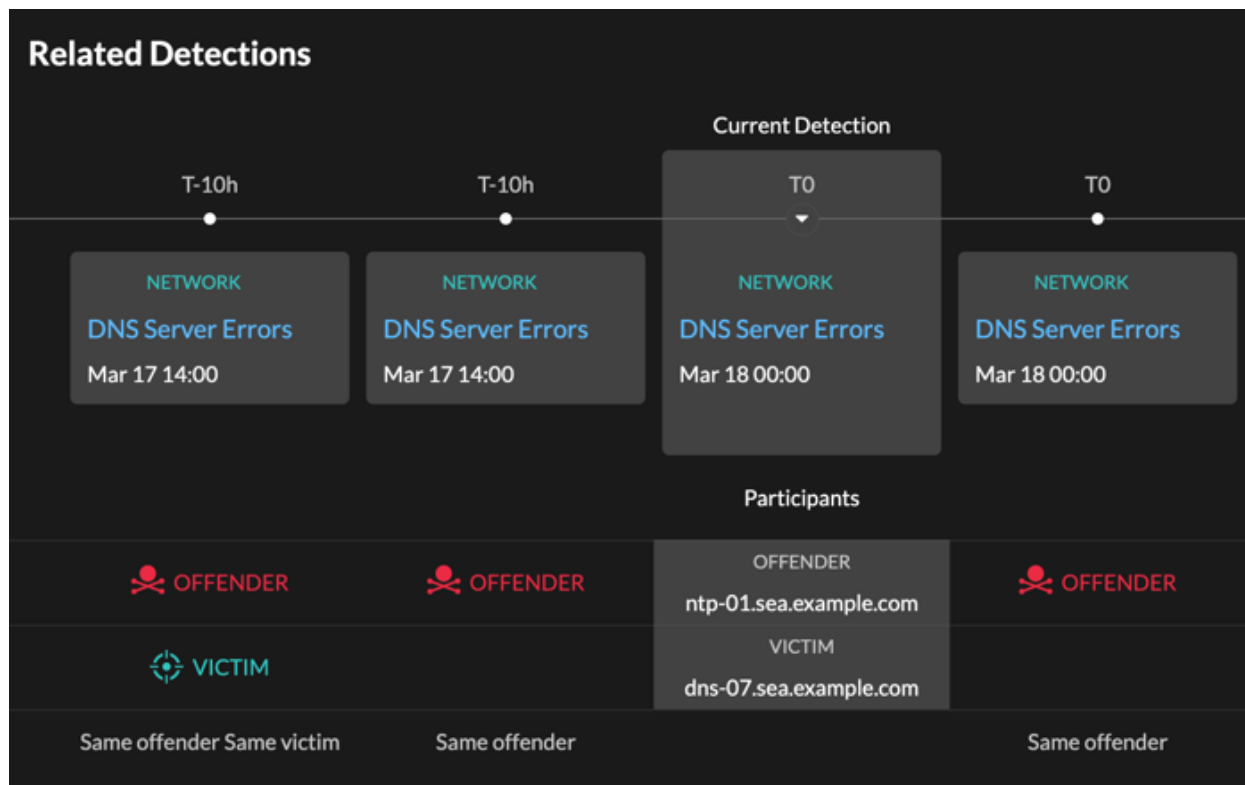 Related Detections
Current Detection
T-10h
T-10h
T0
T0
NETWORK
NETWORK
NETWORK
NETWORK
DNS Server Errors
DNS Server Errors
DNS Server Errors
DNS Server Errors
Mar 17 14:00
Mar 17 14:00
Mar 18 00:00
Mar 18 00:00
Participants
OFFENDER
OFFENDER
OFFENDER
ntp-01.sea.example.com
OFFENDER
VICTIM
VICTIM
dns-07.sea.example.com
Same offender Same victim
Same offender
Same offender